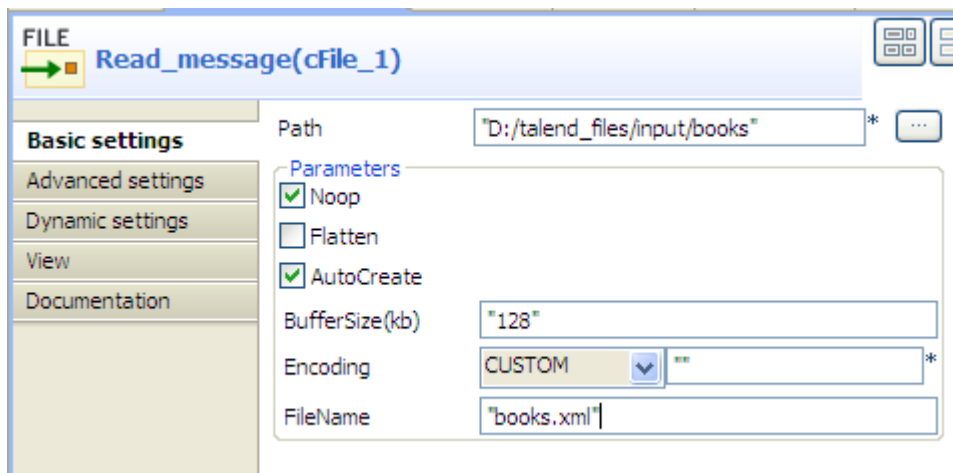 FILE
Read_message(cFile_1)
Basic settings
Advanced settings
Dynamic settings
View
Documentation
Path "D:/talend_files/input/books" * ...
Parameters
Noop
Flatten
AutoCreate
BufferSize(kb) "128"
Encoding CUSTOM "" *
FileName "books.xml"